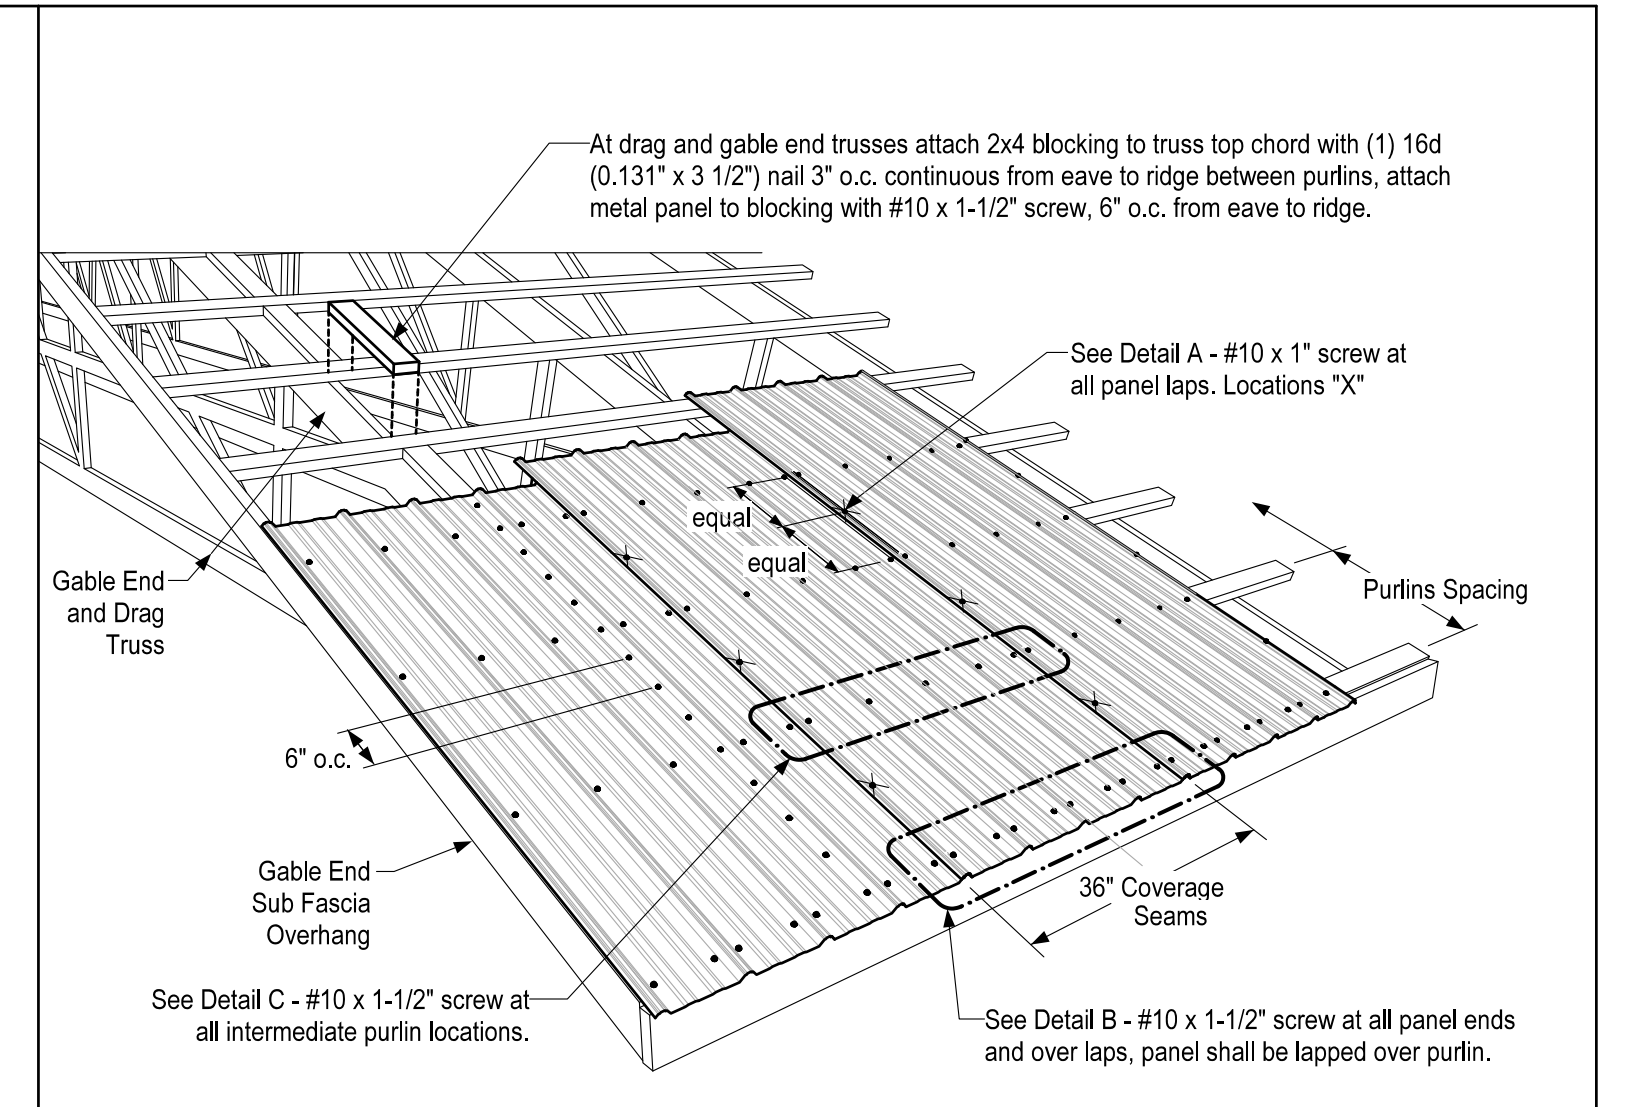 At drag and gable end trusses attach 2x4 blocking to truss top chord with (1) 16d
(0.131" x 3 1/2") nail 3" o.c. continuous from eave to ridge between purlins, attach
metal panel to blocking with #10 x 1-1/2" screw, 6" o.c. from eave to ridge.
See Detail A - #10 x 1" screw at
all panel laps. Locations "X"
equal
equal
Gable End
and Drag
Truss
Purlins Spacing
6" o.c.
Gable End
Sub Fascia
Overhang
36" Coverage
Seams
See Detail C - #10 x 1-1/2" screw at
all intermediate purlin locations.
See Detail B - #10 x 1-1/2" screw at all panel ends
and over laps, panel shall be lapped over purlin.